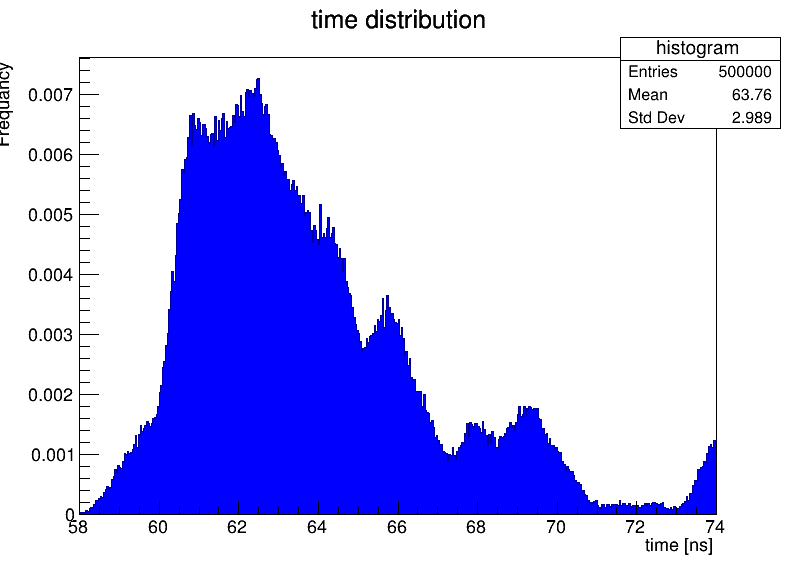 time distribution
histogram
Entries 500000
Mean 63.76
Std Dev 2.989
Frequancy
0.007
0.006
0.005
0.004
0.003
0.002
0.001
0
58 60 62 64 66 68 70 72 74
time [ns]